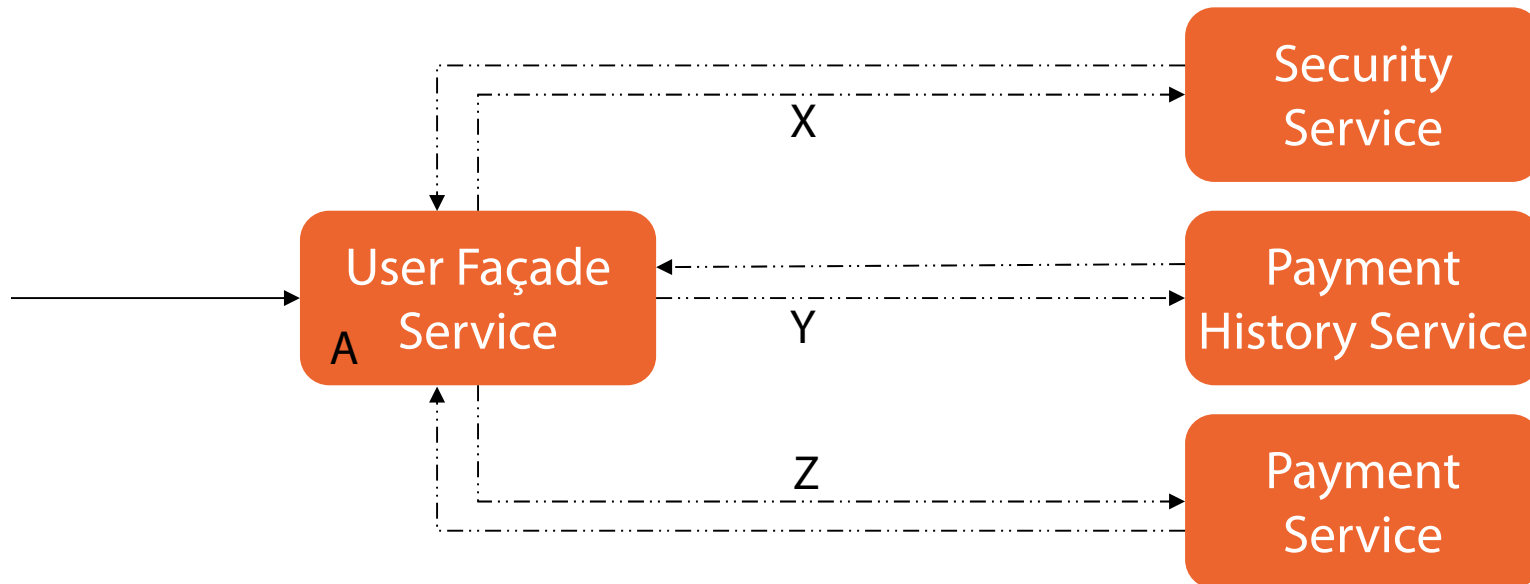 Security
Service
X
User Façade
Service
A
Payment
History Service
Y
Z
Payment
Service